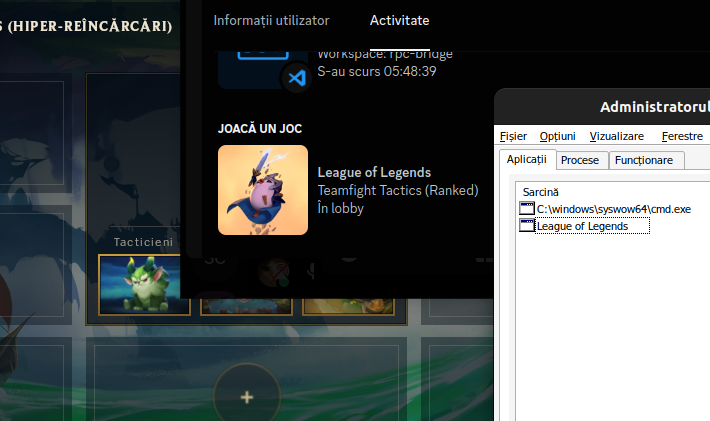 S (HIPER-REÎNCĂRCĂRI)
Informații utilizator
Activitate
Workspace: rpc-bridge
S-au scurs 05:48:39
JOACĂ UN JOC
League of Legends
Teamfight Tactics (Ranked)
În lobby
Tacticieni
Administratorul
Fișier Opțiuni Vizualizare Ferestre
Aplicații Procese Funcționare
Sarcină
C:\windows\syswow64\cmd.exe
League of Legends